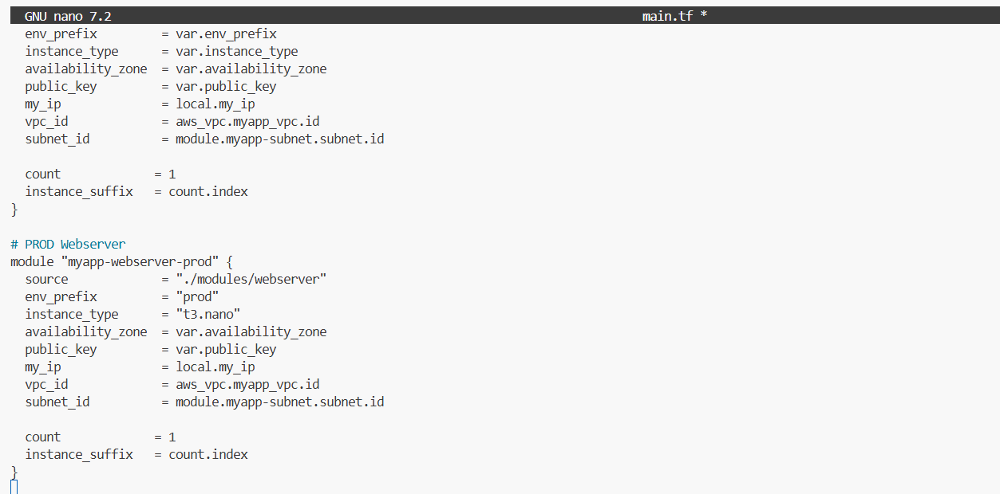 GNU nano 7.2 main.tf *
env_prefix = var.env_prefix
instance_type = var.instance_type
availability_zone = var.availability_zone
public_key = var.public_key
my_ip = local.my_ip
vpc_id = aws_vpc.myapp_vpc.id
subnet_id = module.myapp-subnet.subnet.id
count = 1
instance_suffix = count.index
}
# PROD Webserver
module "myapp-webserver-prod" {
source = "./modules/webserver"
env_prefix = "prod"
instance_type = "t3.nano"
availability_zone = var.availability_zone
public_key = var.public_key
my_ip = local.my_ip
vpc_id = aws_vpc.myapp_vpc.id
subnet_id = module.myapp-subnet.subnet.id
count = 1
instance_suffix = count.index
}